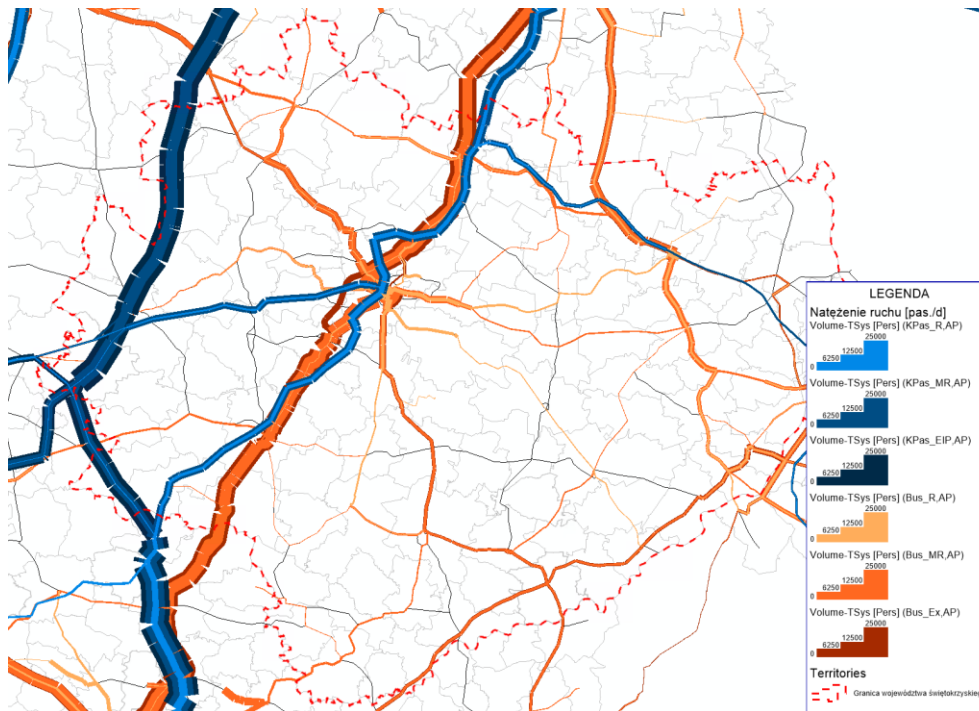 LEGENDA
Natężenie ruchu [pas./d]
Volume-TSys [Pers] (KPas_R,AP)
0 6250 12500 25000
Volume-TSys [Pers] (KPas_MR,AP)
0 6250 12500 25000
Volume-TSys [Pers] (KPas_EIP,AP)
0 6250 12500 25000
Volume-TSys [Pers] (Bus_R,AP)
0 6250 12500 25000
Volume-TSys [Pers] (Bus_MR,AP)
0 6250 12500 25000
Volume-TSys [Pers] (Bus_Ex,AP)
0 6250 12500 25000
Territories
Granica województwa świętokrzyskieg